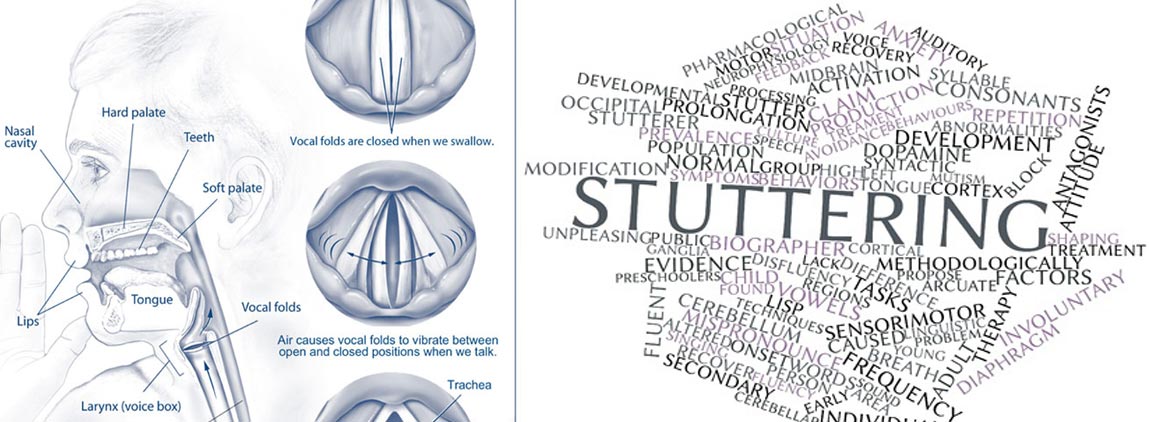 Nasal
cavity
Hard palate
Teeth
Soft palate
Tongue
Lips
Vocal folds
Larynx (voice box)
Vocal folds are closed when we swallow.
Air causes vocal folds to vibrate between
open and closed positions when we talk.
Trachea
PHARMACOLOGICAL
SITUATION
ANXIETY
AUDITORY
MOTOR
NEUROPHYSIOLOGY
VOICE
RECOVERY
FEEDBACK
MIDBRAIN
ACTIVATION
SYLLABLE
CONSONANTS
DEVELOPMENTAL
STUTTER
PROCESSING
CLAIM
PRODUCTION
OCCIPITAL
PROLONGATION
STUTTERER
CULTURE
AVOIDANCE
BEHAVIOURS
REPETITION
ABNORMALITIES
PREVALENCE
SPEECH
DEVELOPMENT
ANTAGONISTS
POPULATION
DOPAMINE
SYNTACTIC
NORMAL
GROUP
HIGH
LEFT
MUTISM
BLOCK
ATTITUDE
MODIFICATION
SYMPTOMS
BEHAVIORS
TONGUE
CORTEX
STUTTERING
UNPLEASING
PUBLIC
BIOGRAPHER
CORTICAL
SHAPING
TREATMENT
GANGLIA
EVIDENCE
DISFLUENCY
LACK
DIFFERENCE
METHODOLOGICALLY
PRESCHOOLERS
CHILD
FOUND
VOWELS
REGIONS
TASKS
PROPOSE
ARCUATE
FACTORS
FLUENT
CEREBELLUM
TECHNIQUES
LISP
SENSORIMOTOR
THERAPY
INVOLUNTARY
DIAPHRAGM
MISPRONOUNCE
ALTERED
CAUSED
LINGUISTIC
PROBLEM
SINGING
ONSET
WORDS
YOUNG
BREATH
ADULT
RECOVER
PERSON
SOUND
FREQUENCY
SECONDARY
FLUENCY
EARLY
AREA